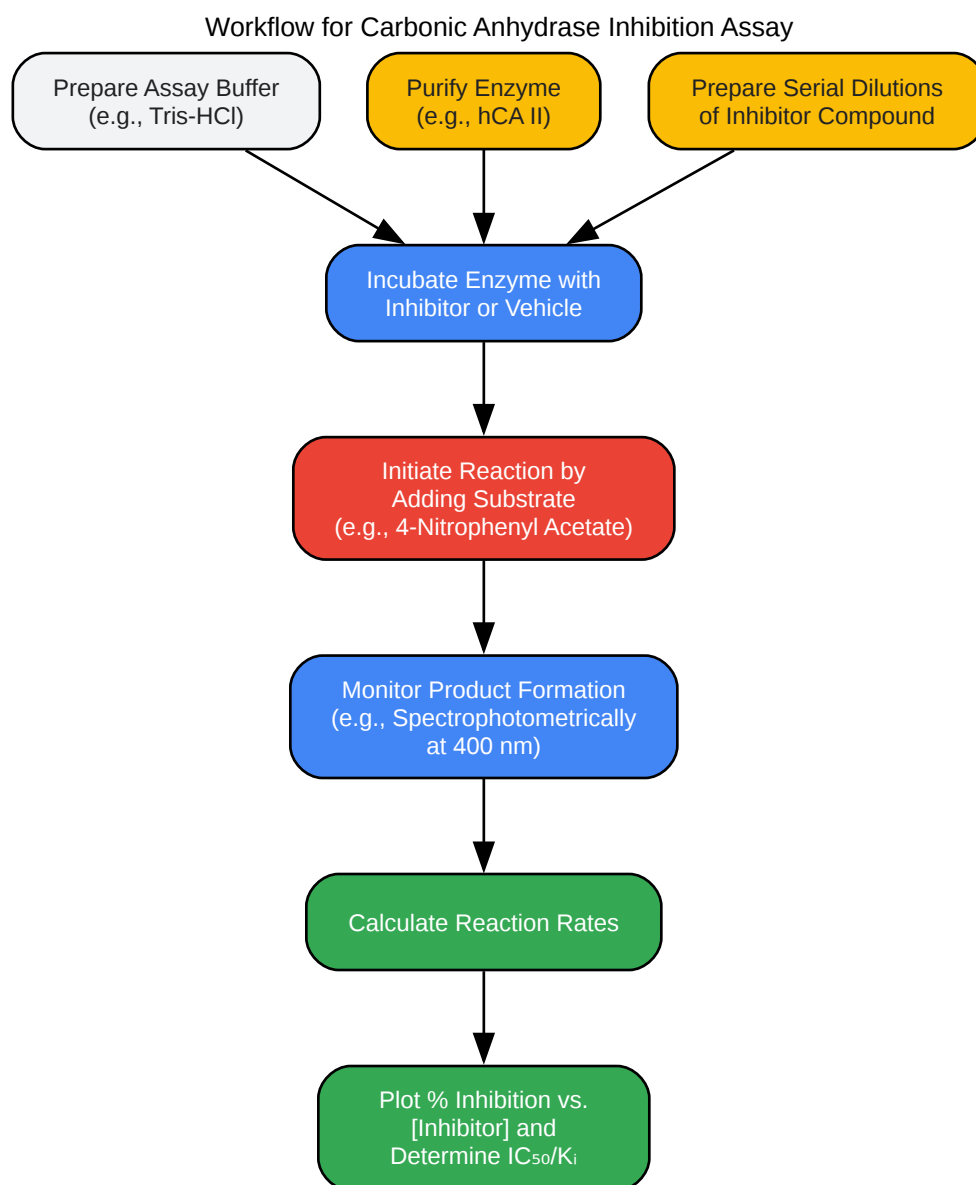 Workflow for Carbonic Anhydrase Inhibition Assay
Prepare Assay Buffer
(e.g., Tris-HCl)
Purify Enzyme
(e.g., hCA II)
Prepare Serial Dilutions
of Inhibitor Compound
Incubate Enzyme with
Inhibitor or Vehicle
Initiate Reaction by
Adding Substrate
(e.g., 4-Nitrophenyl Acetate)
Monitor Product Formation
(e.g., Spectrophotometrically
at 400 nm)
Calculate Reaction Rates
Plot % Inhibition vs.
[Inhibitor] and
Determine IC₅₀/Kᵢ